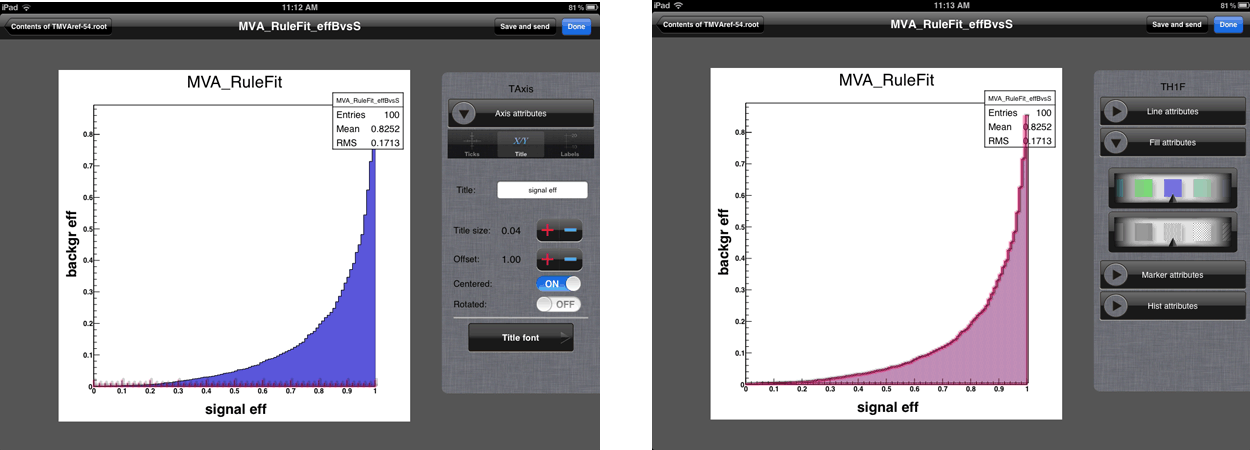 iPad 11:12 AM 81 %
Contents of TMVAref-54.root MVA_RuleFit_effBvsS Save and send Done
MVA_RuleFit
MVA_RuleFit_effBvsS
Entries 100
Mean 0.8252
RMS 0.1713
0.8
0.7
0.6
0.5
0.4
0.3
0.2
0.1
0
backgr eff
0 0.1 0.2 0.3 0.4 0.5 0.6 0.7 0.8 0.9 1
signal eff
TAxis
Axis attributes
Ticks X/Y Title Labels
Title: signal eff
Title size: 0.04
Offset: 1.00
Centered: ON
Rotated: OFF
Title font
iPad 11:13 AM 81 %
Contents of TMVAref-54.root MVA_RuleFit_effBvsS Save and send Done
MVA_RuleFit
MVA_RuleFit_effBvsS
Entries 100
Mean 0.8252
RMS 0.1713
0.8
0.7
0.6
0.5
0.4
0.3
0.2
0.1
0
backgr eff
0 0.1 0.2 0.3 0.4 0.5 0.6 0.7 0.8 0.9 1
signal eff
TH1F
Line attributes
Fill attributes
Marker attributes
Hist attributes